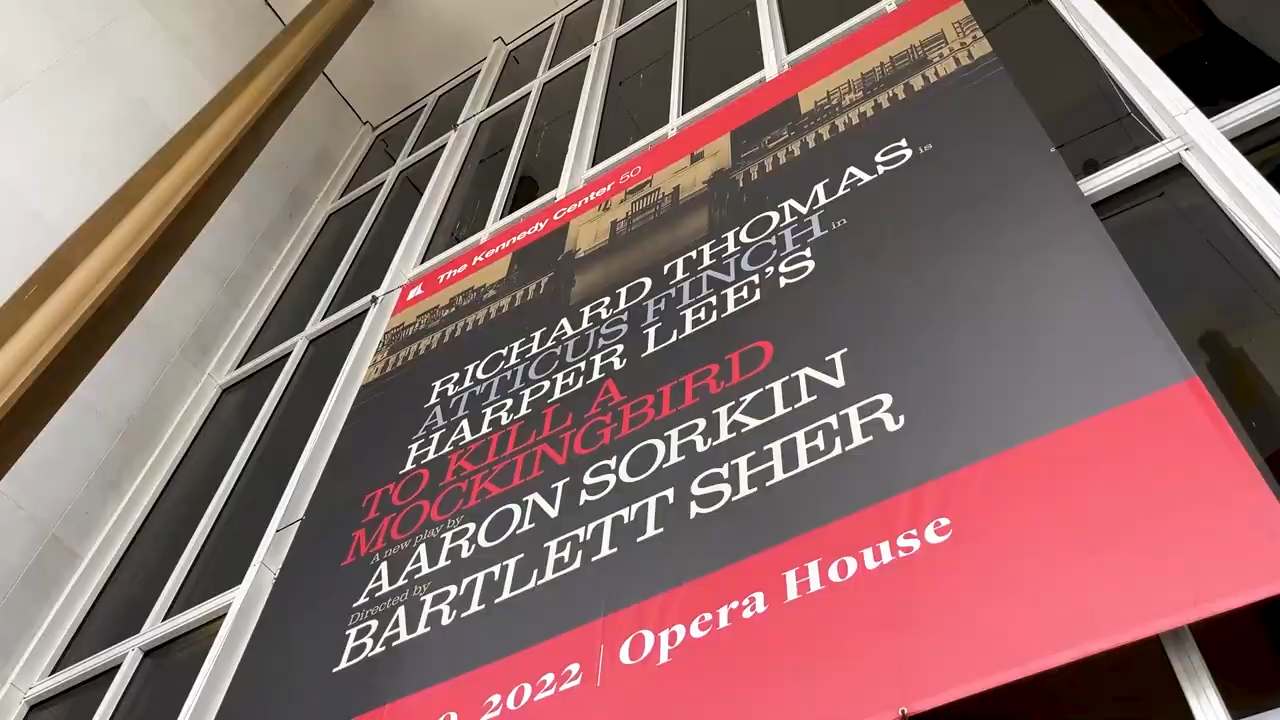 The Kennedy Center 50
RICHARD THOMAS is
ATTICUS FINCH in
HARPER LEE'S
TO KILL A
MOCKINGBIRD
A new play by
AARON SORKIN
Directed by
BARTLETT SHER
2022 | Opera House